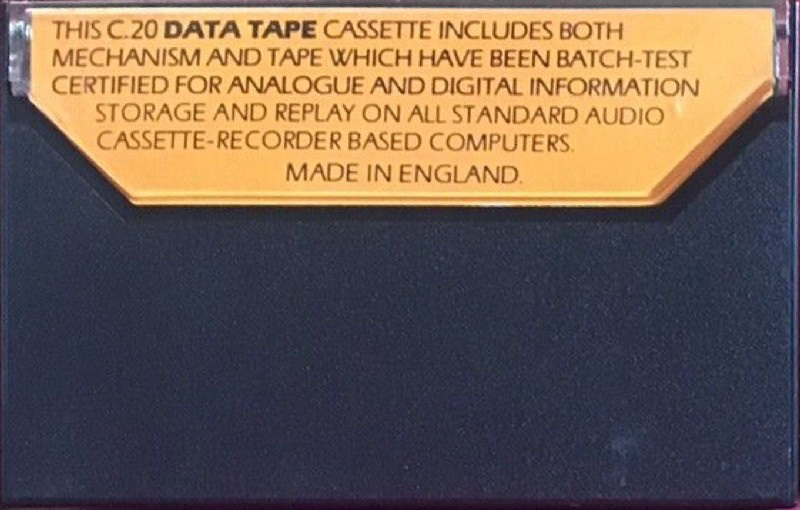 THIS C.20 DATA TAPE CASSETTE INCLUDES BOTH
MECHANISM AND TAPE WHICH HAVE BEEN BATCH-TEST
CERTIFIED FOR ANALOGUE AND DIGITAL INFORMATION
STORAGE AND REPLAY ON ALL STANDARD AUDIO
CASSETTE-RECORDER BASED COMPUTERS.
MADE IN ENGLAND.